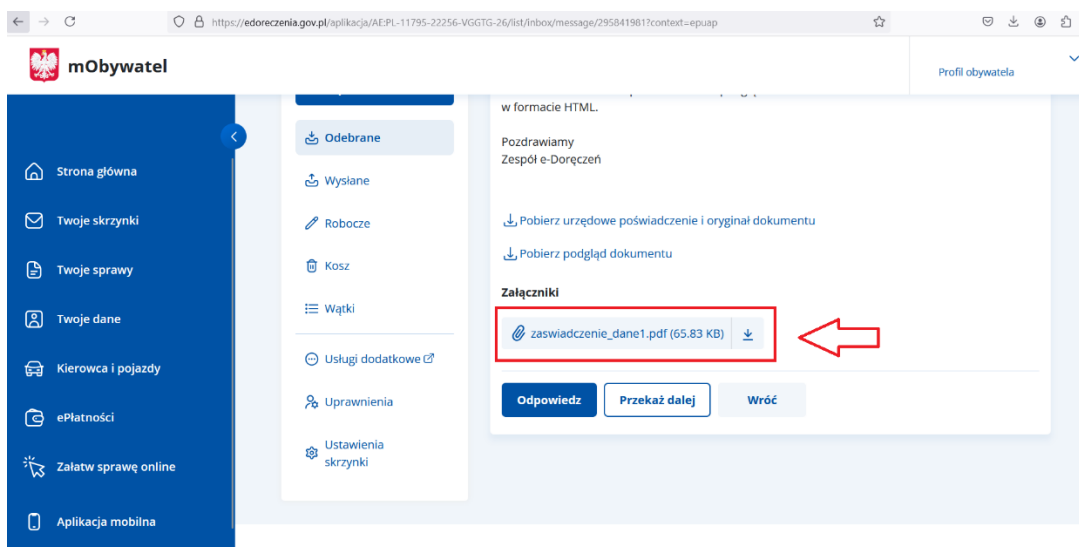 https://edoreczenia.gov.pl/aplikacja/AE:PL-11795-22256-VGGTG-26/list/inbox/message/295841981?context=epuap
mObywatel
Profil obywatela
Strona główna
Twoje skrzynki
Twoje sprawy
Twoje dane
Kierowca i pojazdy
ePłatności
Załatw sprawę online
Aplikacja mobilna
Odebrane
Wysłane
Robocze
Kosz
Wątki
Usługi dodatkowe
Uprawnienia
Ustawienia
skrzynki
w formacie HTML.
Pozdrawiamy
Zespół e-Doręczeń
Pobierz urzędowe poświadczenie i oryginał dokumentu
Pobierz podgląd dokumentu
Załączniki
zaswiadczenie_dane1.pdf (65.83 KB)
Odpowiedz
Przekaż dalej
Wróć